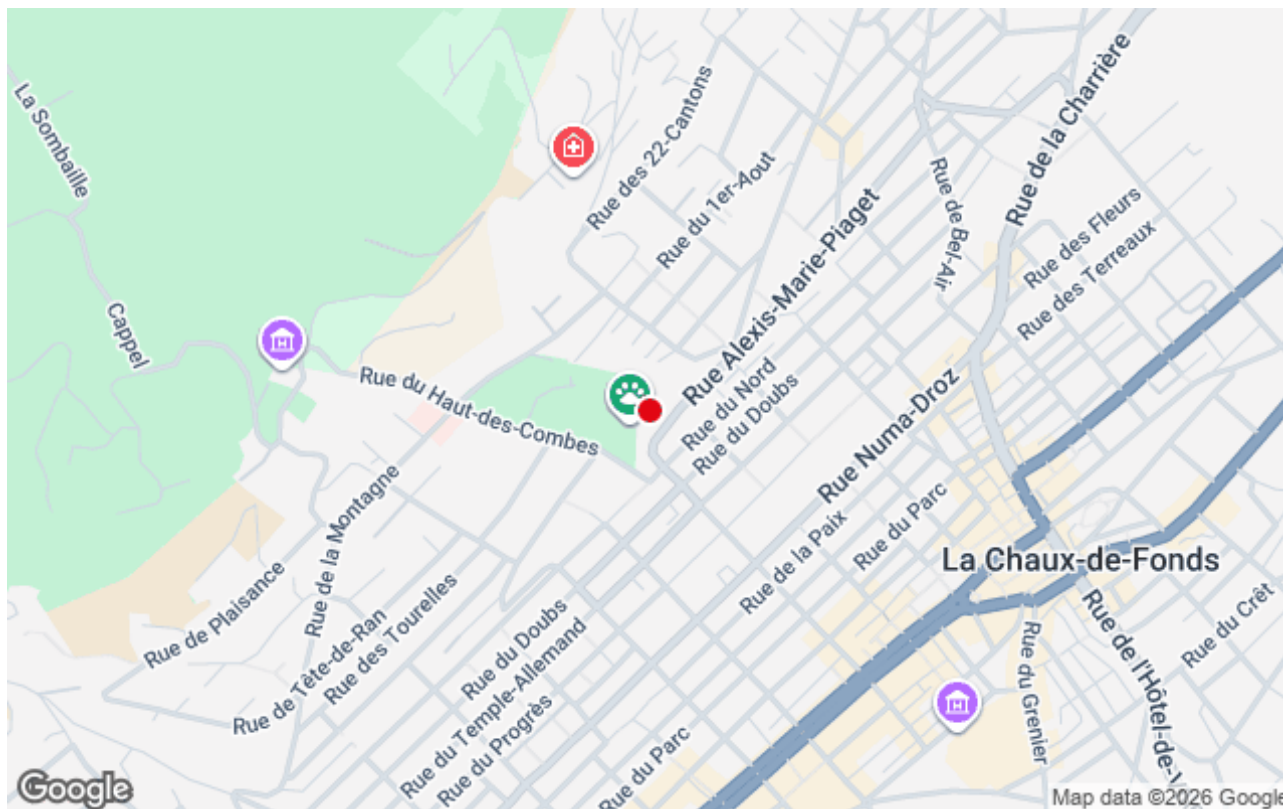 La Sombaille
Cappel
Rue des 22-Cantons
Rue du 1er-Aout
Rue Alexis-Marie-Piaget
Rue de Bel-Air
Rue de la Charrière
Rue des Fleurs
Rue des Terreaux
Rue du Haut-des-Combes
Rue du Nord
Rue du Doubs
Rue Numa-Droz
Rue du Parc
Rue de la Paix
La Chaux-de-Fonds
Rue de la Montagne
Rue de Plaisance
Rue de Tête-de-Ran
Rue des Tourelles
Rue du Doubs
Rue du Temple-Allemand
Rue du Progrès
Rue du Parc
Rue du Grenier
Rue de l'Hôtel-de-V
Rue du Crêt
Google
Map data ©2026 Google